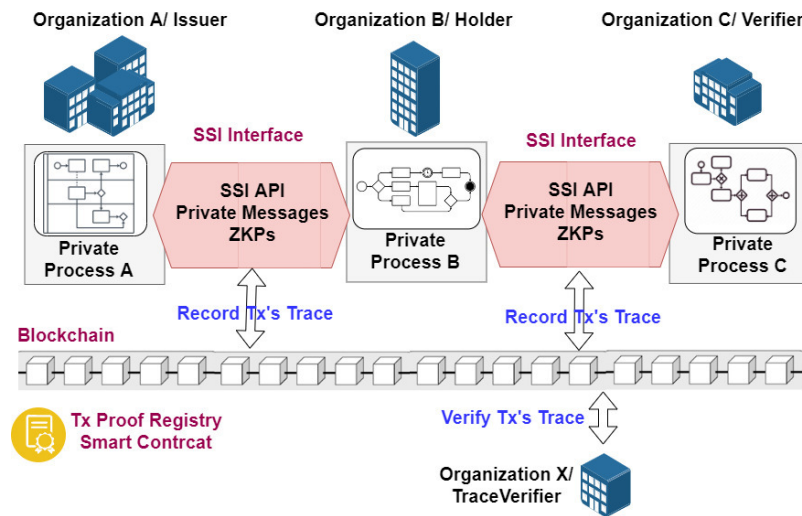 Organization A/ Issuer
Organization B/ Holder
Organization C/ Verifier
SSI Interface
SSI Interface
SSI API
Private Messages
ZKPs
SSI API
Private Messages
ZKPs
Private
Process A
Private
Process B
Private
Process C
Record Tx's Trace
Record Tx's Trace
Blockchain
Tx Proof Registry
Smart Contrcat
Verify Tx's Trace
Organization X/
TraceVerifier